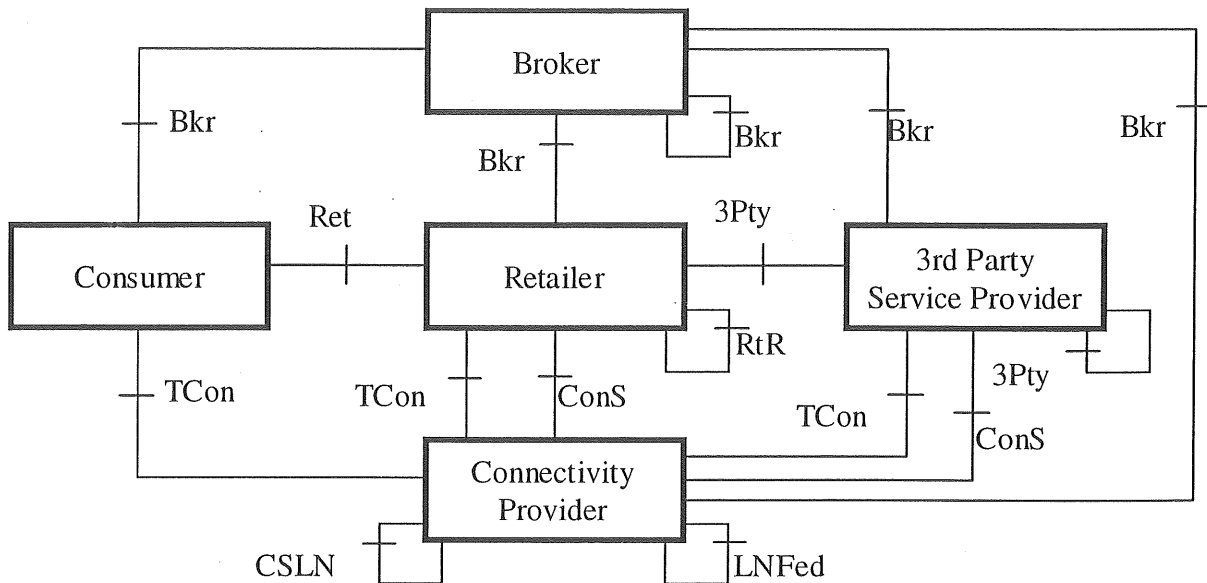 Broker
Bkr
Bkr
Bkr
Bkr
Bkr
Ret
3Pty
Consumer
Retailer
3rd Party
Service Provider
RtR
3Pty
TCon
TCon
ConS
TCon
ConS
Connectivity
Provider
CSLN
LNFed